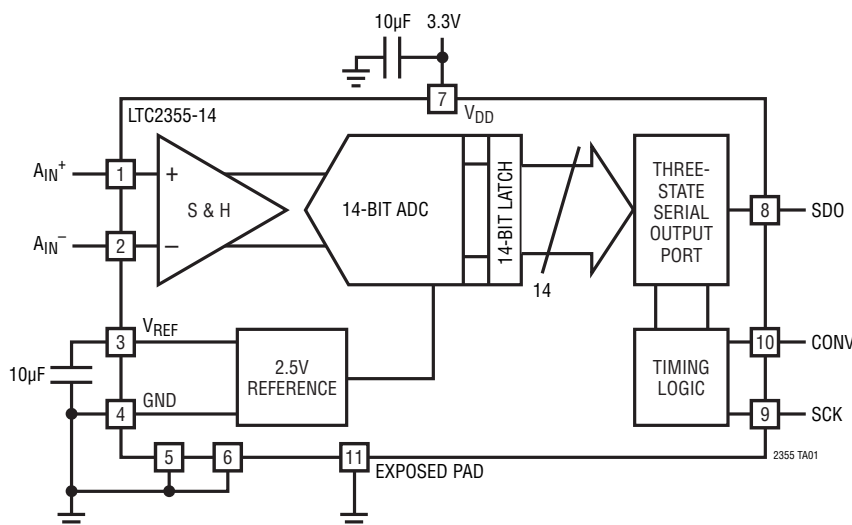 10µF 3.3V
7
LTC2355-14
VDD
AIN+
1
+
S & H
14-BIT ADC
14-BIT LATCH
14
THREE-
STATE
SERIAL
OUTPUT
PORT
8
SDO
AIN–
2
–
3
VREF
10µF
2.5V
REFERENCE
4
GND
TIMING
LOGIC
10
CONV
9
SCK
5
6
11
EXPOSED PAD
2355 TA01